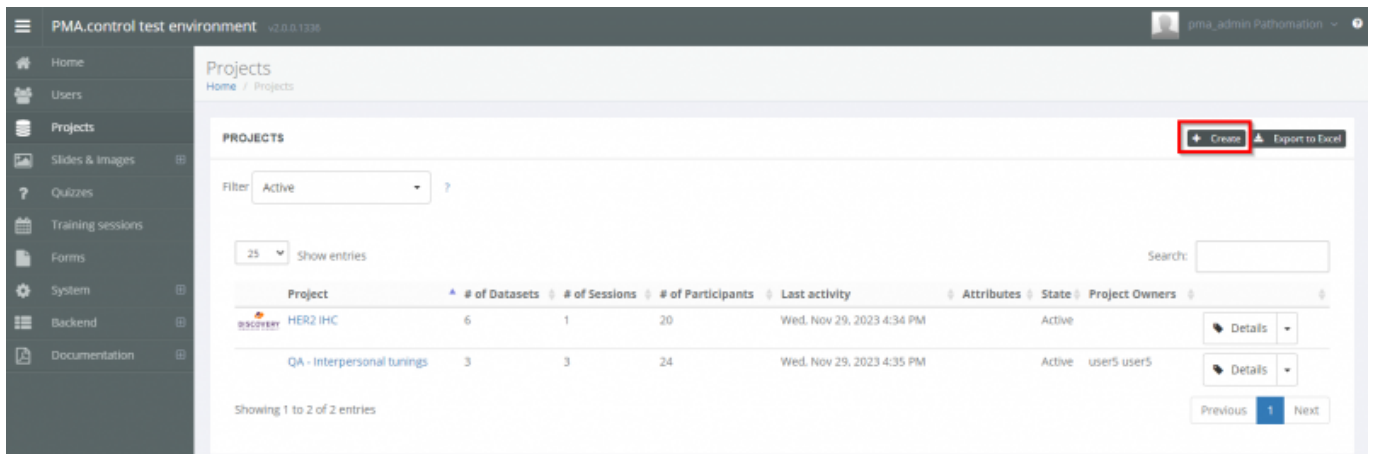 PMA.control test environment v2.0.0.1336
pma_admin Pathomation
Home
Users
Projects
Slides & Images
Quizzes
Training sessions
Forms
System
Backend
Documentation
Projects
Home / Projects
PROJECTS
+ Create
Export to Excel
Filter Active ?
25 Show entries
Search:
Project # of Datasets # of Sessions # of Participants Last activity Attributes State Project Owners
DISCOVERY HER2 IHC 6 1 20 Wed, Nov 29, 2023 4:34 PM Active Details
QA - Interpersonal tunings 3 3 24 Wed, Nov 29, 2023 4:35 PM Active user5 user5 Details
Showing 1 to 2 of 2 entries
Previous 1 Next